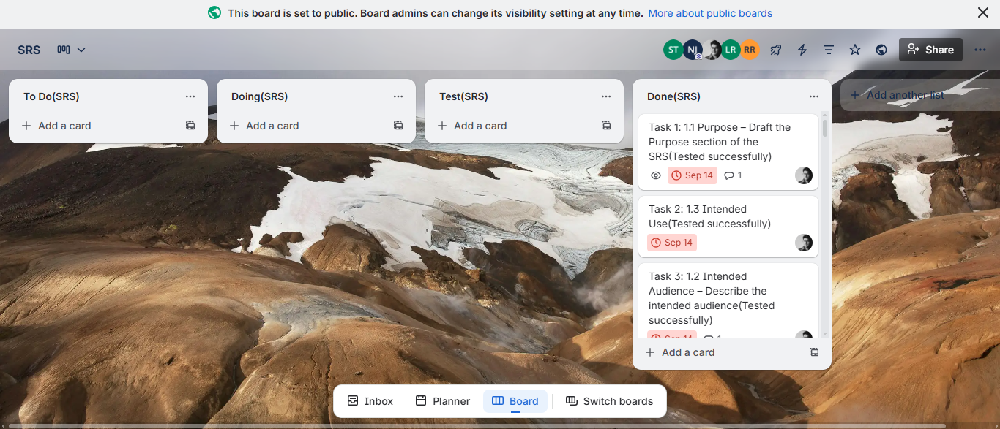 This board is set to public. Board admins can change its visibility setting at any time. More about public boards
SRS
ST NJ LR RR
Share
To Do(SRS)
Add a card
Doing(SRS)
Add a card
Test(SRS)
Add a card
Done(SRS)
Task 1: 1.1 Purpose – Draft the
Purpose section of the
SRS(Tested successfully)
Sep 14 1
Task 2: 1.3 Intended
Use(Tested successfully)
Sep 14
Task 3: 1.2 Intended
Audience – Describe the
intended audience(Tested
successfully)
Sep 14 1
Add a card
Add another list
Inbox Planner Board Switch boards